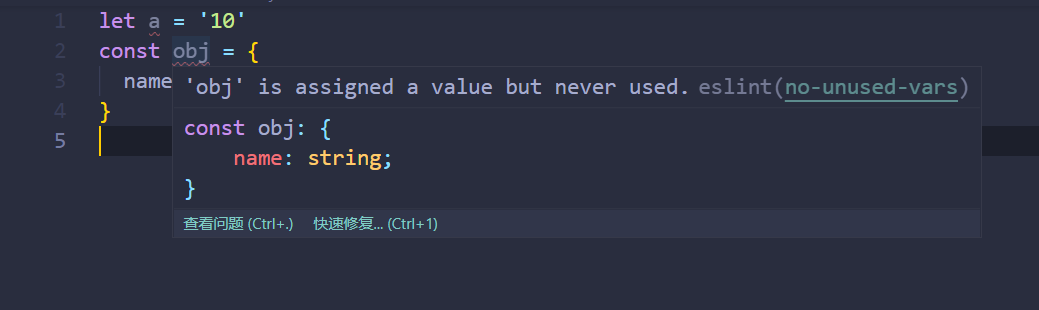 1 let a = '10'
2 const obj = {
3 name
'obj' is assigned a value but never used. eslint(no-unused-vars)
4 }
const obj: {
5
name: string;
}
查看问题 (Ctrl+.) 快速修复... (Ctrl+1)